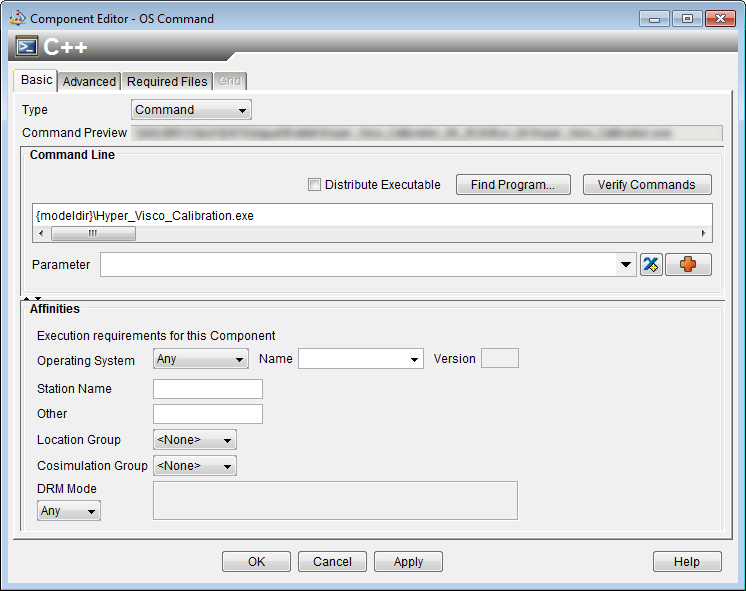 Component Editor - OS Command
C++
Basic Advanced Required Files Grid
Type Command
Command Preview
Command Line
Distribute Executable Find Program... Verify Commands
{modeldir}\Hyper_Visco_Calibration.exe
Parameter
Affinities
Execution requirements for this Component
Operating System Any Name Version
Station Name
Other
Location Group <None>
Cosimulation Group <None>
DRM Mode
Any
OK Cancel Apply Help